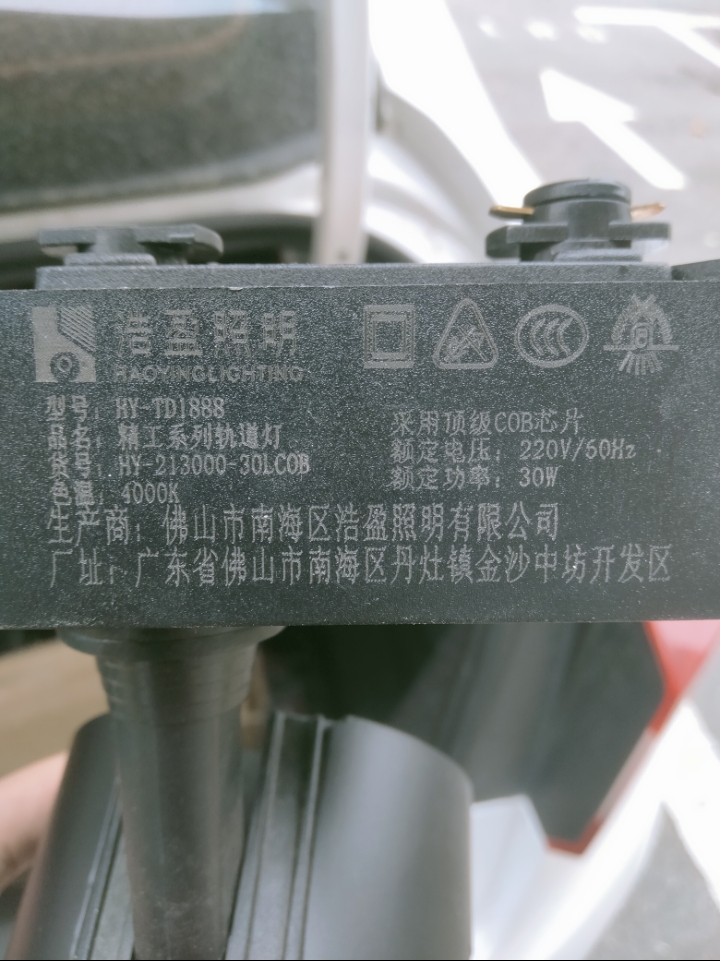 浩盈照明
HAOYINGLIGHTING
型号：HY-TD1888
品名：精工系列轨道灯
货号：HY-213000-30LCOB
色温：4000K
采用顶级COB芯片
额定电压：220V/50Hz
额定功率：30W
生产商：佛山市南海区浩盈照明有限公司
厂址：广东省佛山市南海区丹灶镇金沙中坊开发区